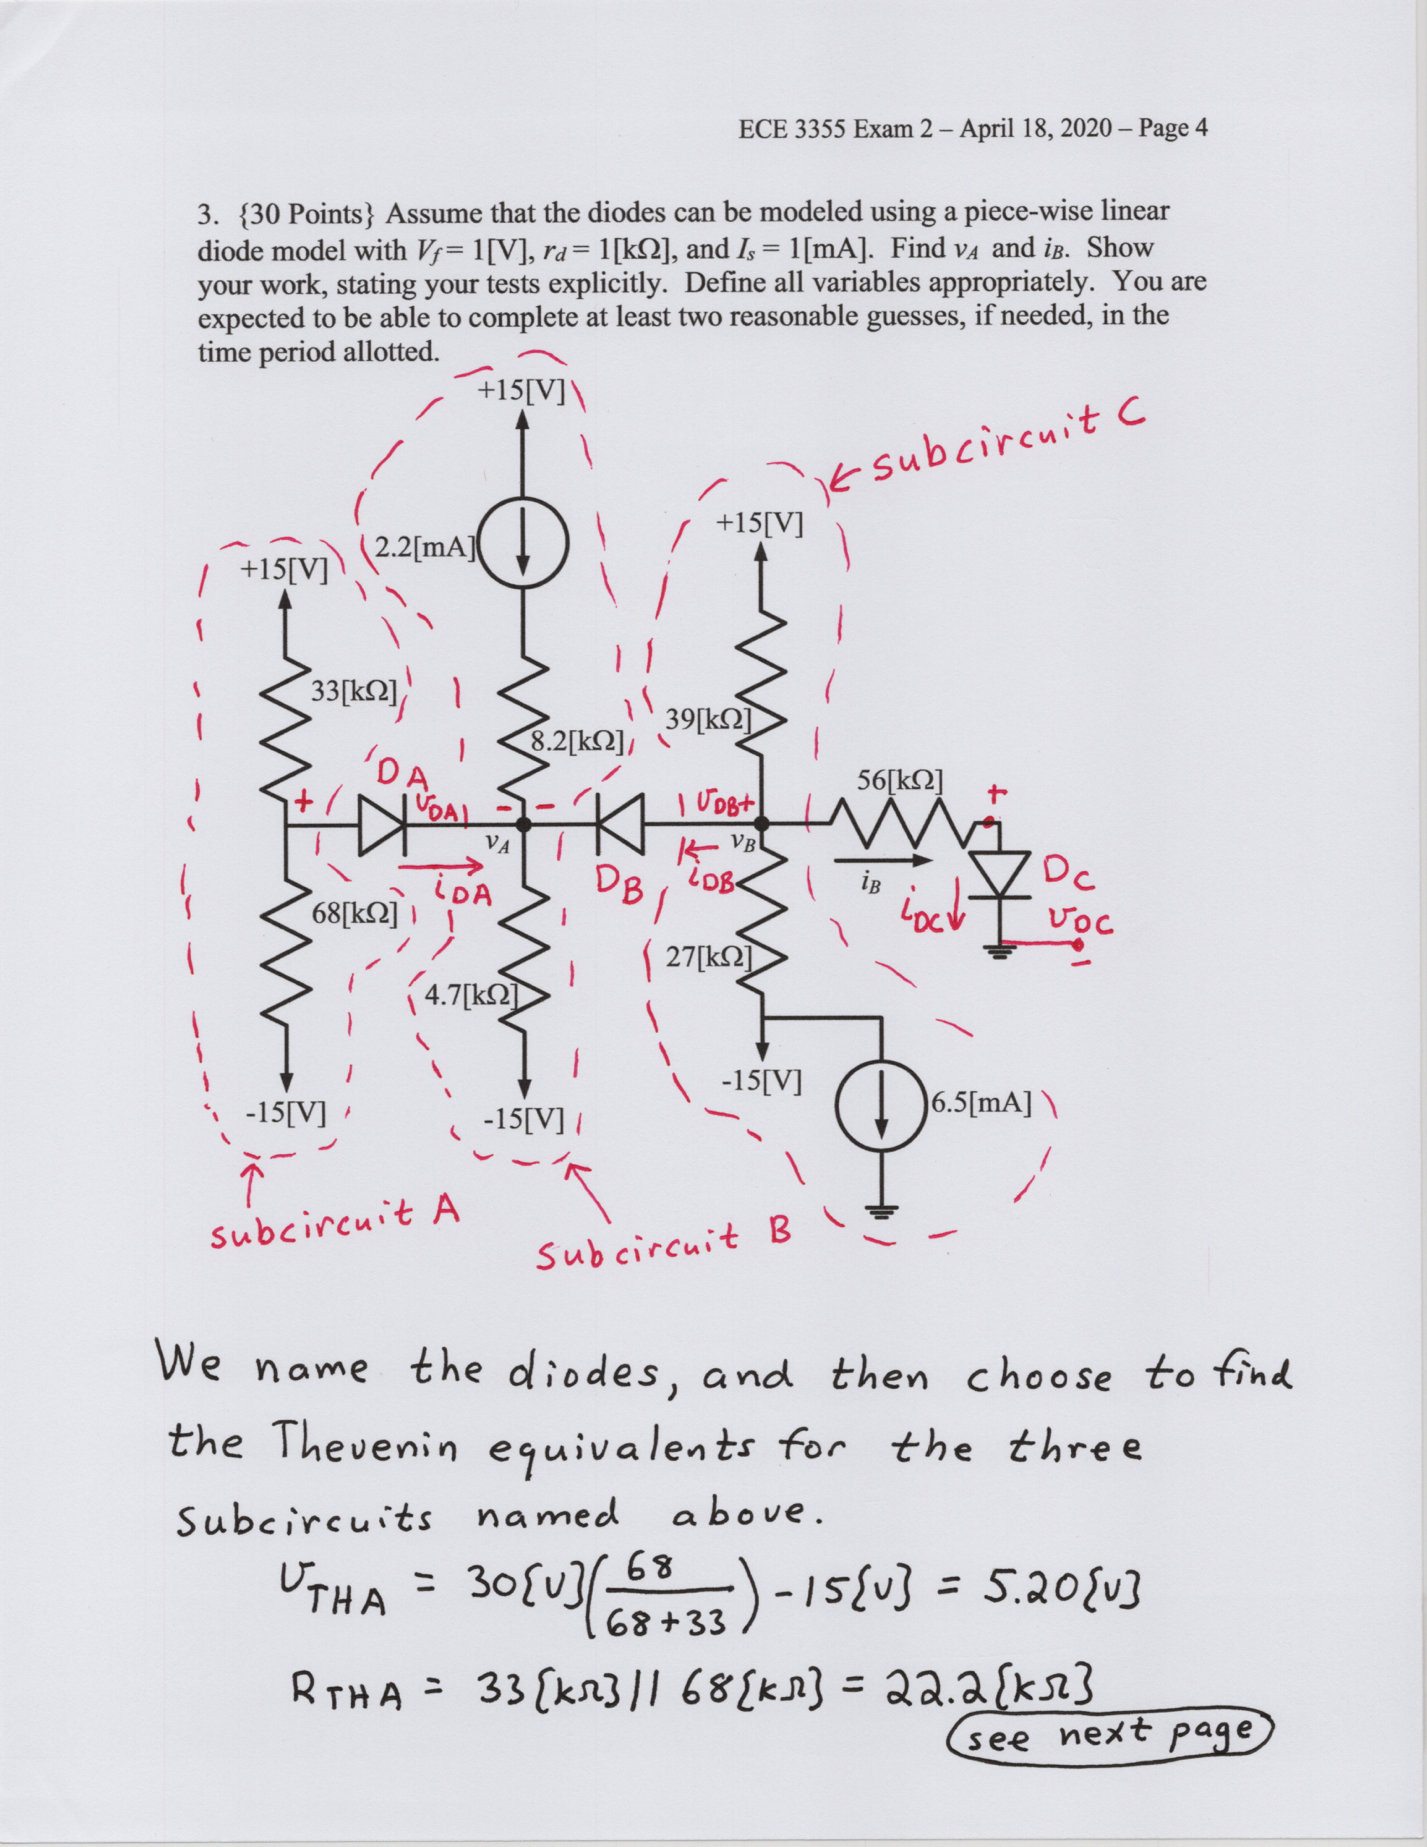 ECE 3355 Exam 2 – April 18, 2020 – Page 4
3. {30 Points} Assume that the diodes can be modeled using a piece-wise linear
diode model with Vf = 1[V], rd = 1[kΩ], and Is = 1[mA]. Find vA and iB. Show
your work, stating your tests explicitly. Define all variables appropriately. You are
expected to be able to complete at least two reasonable guesses, if needed, in the
time period allotted.
+15[V]
subcircuit C
+15[V]
2.2[mA]
+15[V]
33[kΩ]
39[kΩ]
8.2[kΩ]
DA
56[kΩ]
+ vDA - - vDB + +
vA
vB
iDA
DB
iDB
iB
DC
iDC
vDC
-
68[kΩ]
27[kΩ]
4.7[kΩ]
-15[V]
6.5[mA]
-15[V]
-15[V]
subcircuit A
Subcircuit B
We name the diodes, and then choose to find
the Thevenin equivalents for the three
Subcircuits named above.
vTHA = 30[V](68/(68+33)) - 15[V] = 5.20[V]
RTHA = 33[kΩ] || 68[kΩ] = 22.2[kΩ]
see next page